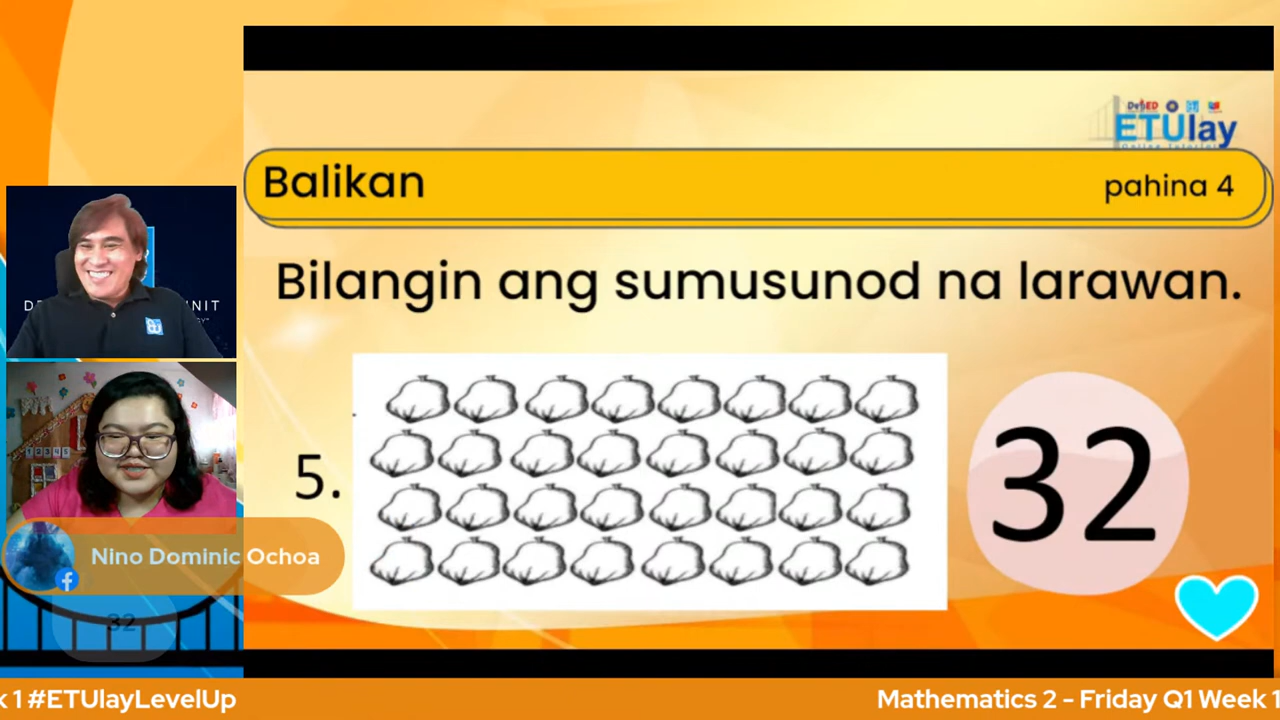 DepED
ETUlay
Balikan
pahina 4
Bilangin ang sumusunod na larawan.
5.
32
Nino Dominic Ochoa
32
k 1 #ETUlayLevelUp
Mathematics 2 - Friday Q1 Week 1